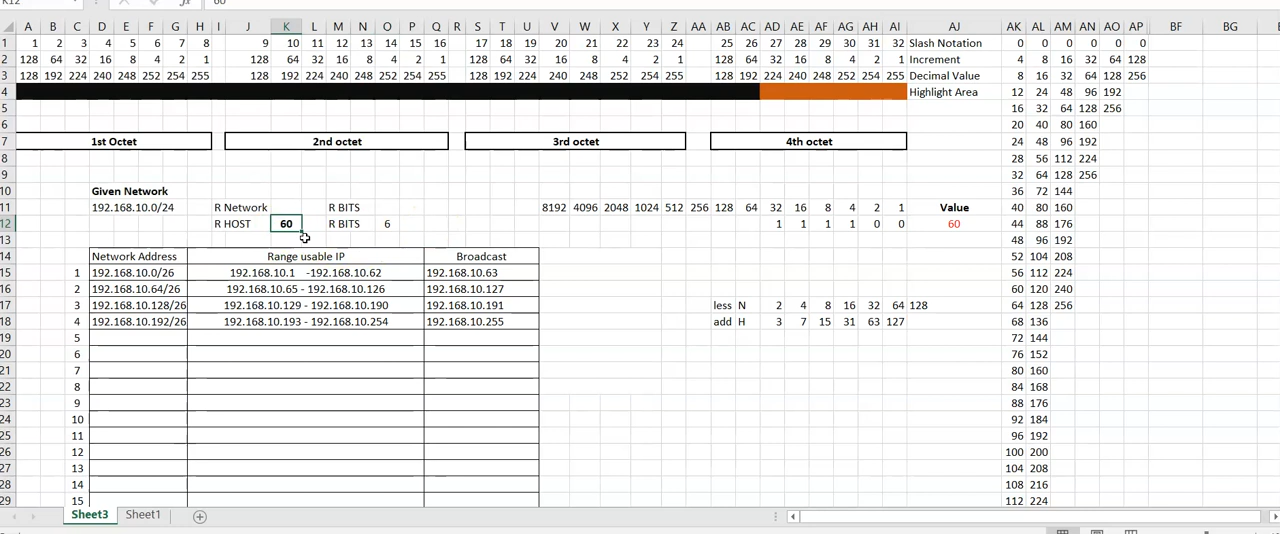 K12 60
A B C D E F G H I J K L M N O P Q R S T U V W X Y Z AA AB AC AD AE AF AG AH AI AJ AK AL AM AN AO AP BF BG
1 1 2 3 4 5 6 7 8 9 10 11 12 13 14 15 16 17 18 19 20 21 22 23 24 25 26 27 28 29 30 31 32 Slash Notation 0 0 0 0 0 0
2 128 64 32 16 8 4 2 1 128 64 32 16 8 4 2 1 128 64 32 16 8 4 2 1 128 64 32 16 8 4 2 1 Increment 4 8 16 32 64 128
3 128 192 224 240 248 252 254 255 128 192 224 240 248 252 254 255 128 192 224 240 248 252 254 255 128 192 224 240 248 252 254 255 Decimal Value 8 16 32 64 128 256
4 Highlight Area 12 24 48 96 192
5 16 32 64 128 256
6 20 40 80 160
7 1st Octet 2nd octet 3rd octet 4th octet 24 48 96 192
8 28 56 112 224
9 32 64 128 256
10 Given Network 36 72 144
11 192.168.10.0/24 R Network R BITS 8192 4096 2048 1024 512 256 128 64 32 16 8 4 2 1 Value 40 80 160
12 R HOST 60 R BITS 6 1 1 1 1 0 0 60 44 88 176
13 48 96 192
14 Network Address Range usable IP Broadcast 52 104 208
15 1 192.168.10.0/26 192.168.10.1 -192.168.10.62 192.168.10.63 56 112 224
16 2 192.168.10.64/26 192.168.10.65 - 192.168.10.126 192.168.10.127 60 120 240
17 3 192.168.10.128/26 192.168.10.129 - 192.168.10.190 192.168.10.191 less N 2 4 8 16 32 64 128 64 128 256
18 4 192.168.10.192/26 192.168.10.193 - 192.168.10.254 192.168.10.255 add H 3 7 15 31 63 127 68 136
19 5 72 144
20 6 76 152
21 7 80 160
22 8 84 168
23 9 88 176
24 10 92 184
25 11 96 192
26 12 100 200
27 13 104 208
28 14 108 216
29 15 112 224
Sheet3 Sheet1